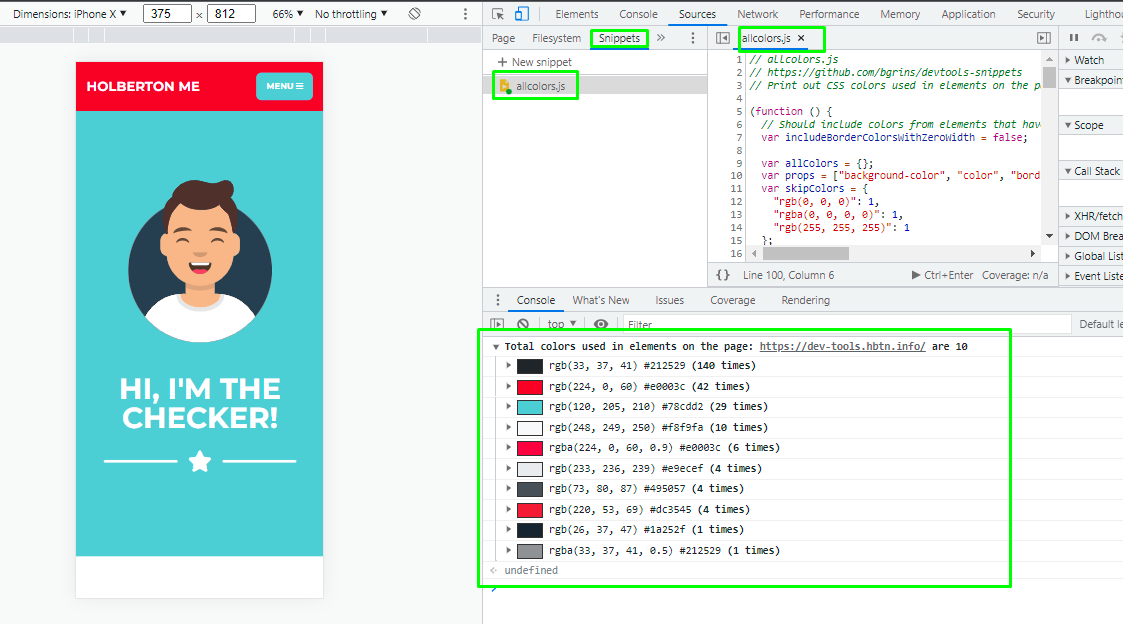 Dimensions: iPhone X ▼ 375 × 812 66% ▼ No throttling ▼
Elements Console Sources Network Performance Memory Application Security Lighthou
Page Filesystem Snippets » allcolors.js ×
+ New snippet
allcolors.js
HOLBERTON ME
MENU
HI, I'M THE
CHECKER!
1 // allcolors.js
2 // https://github.com/bgrins/devtools-snippets
3 // Print out CSS colors used in elements on the p
4
5 (function () {
6 // Should include colors from elements that hav
7 var includeBorderColorsWithZeroWidth = false;
8
9 var allColors = {};
10 var props = ["background-color", "color", "bord
11 var skipColors = {
12 "rgb(0, 0, 0)": 1,
13 "rgba(0, 0, 0, 0)": 1,
14 "rgb(255, 255, 255)": 1
15 };
16
{} Line 100, Column 6 ▶ Ctrl+Enter Coverage: n/a
Watch
Breakpoin
Scope
Call Stack
XHR/fetch
DOM Brea
Global List
Event Liste
Console What's New Issues Coverage Rendering
top ▼ Filter Default le
Total colors used in elements on the page: https://dev-tools.hbtn.info/ are 10
rgb(33, 37, 41) #212529 (140 times)
rgb(224, 0, 60) #e0003c (42 times)
rgb(120, 205, 210) #78cdd2 (29 times)
rgb(248, 249, 250) #f8f9fa (10 times)
rgba(224, 0, 60, 0.9) #e0003c (6 times)
rgb(233, 236, 239) #e9ecef (4 times)
rgb(73, 80, 87) #495057 (4 times)
rgb(220, 53, 69) #dc3545 (4 times)
rgb(26, 37, 47) #1a252f (1 times)
rgba(33, 37, 41, 0.5) #212529 (1 times)
undefined